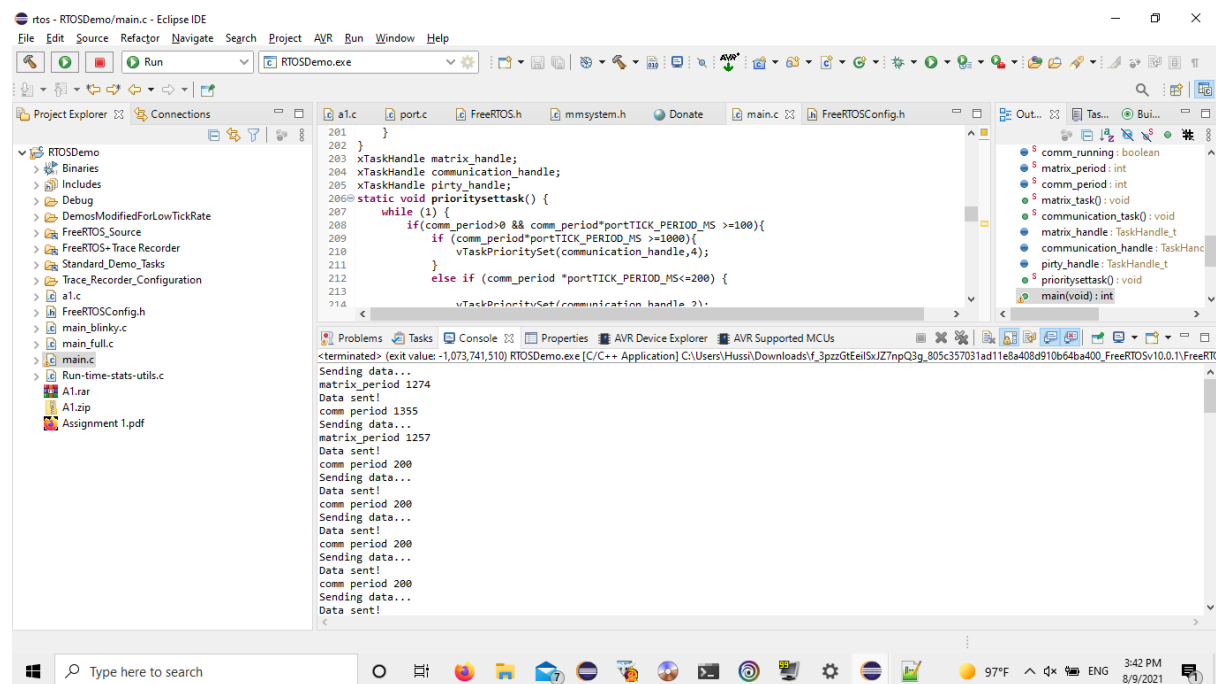 rtos - RTOSDemo/main.c - Eclipse IDE
File Edit Source Refactor Navigate Search Project AVR Run Window Help
Run
RTOSDemo.exe
Project Explorer
Connections
RTOSDemo
Binaries
Includes
Debug
DemosModifiedForLowTickRate
FreeRTOS_Source
FreeRTOS+Trace Recorder
Standard_Demo_Tasks
Trace_Recorder_Configuration
a1.c
FreeRTOSConfig.h
main_blinky.c
main_full.c
main.c
Run-time-stats-utils.c
A1.rar
A1.zip
Assignment 1.pdf
a1.c port.c FreeRTOS.h mmsystem.h Donate main.c FreeRTOSConfig.h
201 }
202 }
203 xTaskHandle matrix_handle;
204 xTaskHandle communication_handle;
205 xTaskHandle pirty_handle;
206 static void prioritysettask() {
207 while (1) {
208 if(comm_period>0 && comm_period*portTICK_PERIOD_MS >=100){
209 if (comm_period*portTICK_PERIOD_MS >=1000){
210 vTaskPrioritySet(communication_handle,4);
211 }
212 else if (comm_period *portTICK_PERIOD_MS<=200) {
213
214 vTaskPrioritySet(communication_handle,2);
Out... Tas... Bui...
comm_running : boolean
matrix_period : int
comm_period : int
matrix_task() : void
communication_task() : void
matrix_handle : TaskHandle_t
communication_handle : TaskHanc
pirty_handle : TaskHandle_t
prioritysettask() : void
main(void) : int
Problems Tasks Console Properties AVR Device Explorer AVR Supported MCUs
<terminated> (exit value: -1,073,741,510) RTOSDemo.exe [C/C++ Application] C:\Users\Hussi\Downloads\f_3pzzGtEeilSxJZ7npQ3g_805c357031ad11e8a408d910b64ba400_FreeRTOSv10.0.1\FreeRT
Sending data...
matrix_period 1274
Data sent!
comm period 1355
Sending data...
matrix_period 1257
Data sent!
comm period 200
Sending data...
Data sent!
comm period 200
Sending data...
Data sent!
comm period 200
Sending data...
Data sent!
comm period 200
Sending data...
Data sent!
Type here to search
7
97°F
ENG
3:42 PM
8/9/2021
1